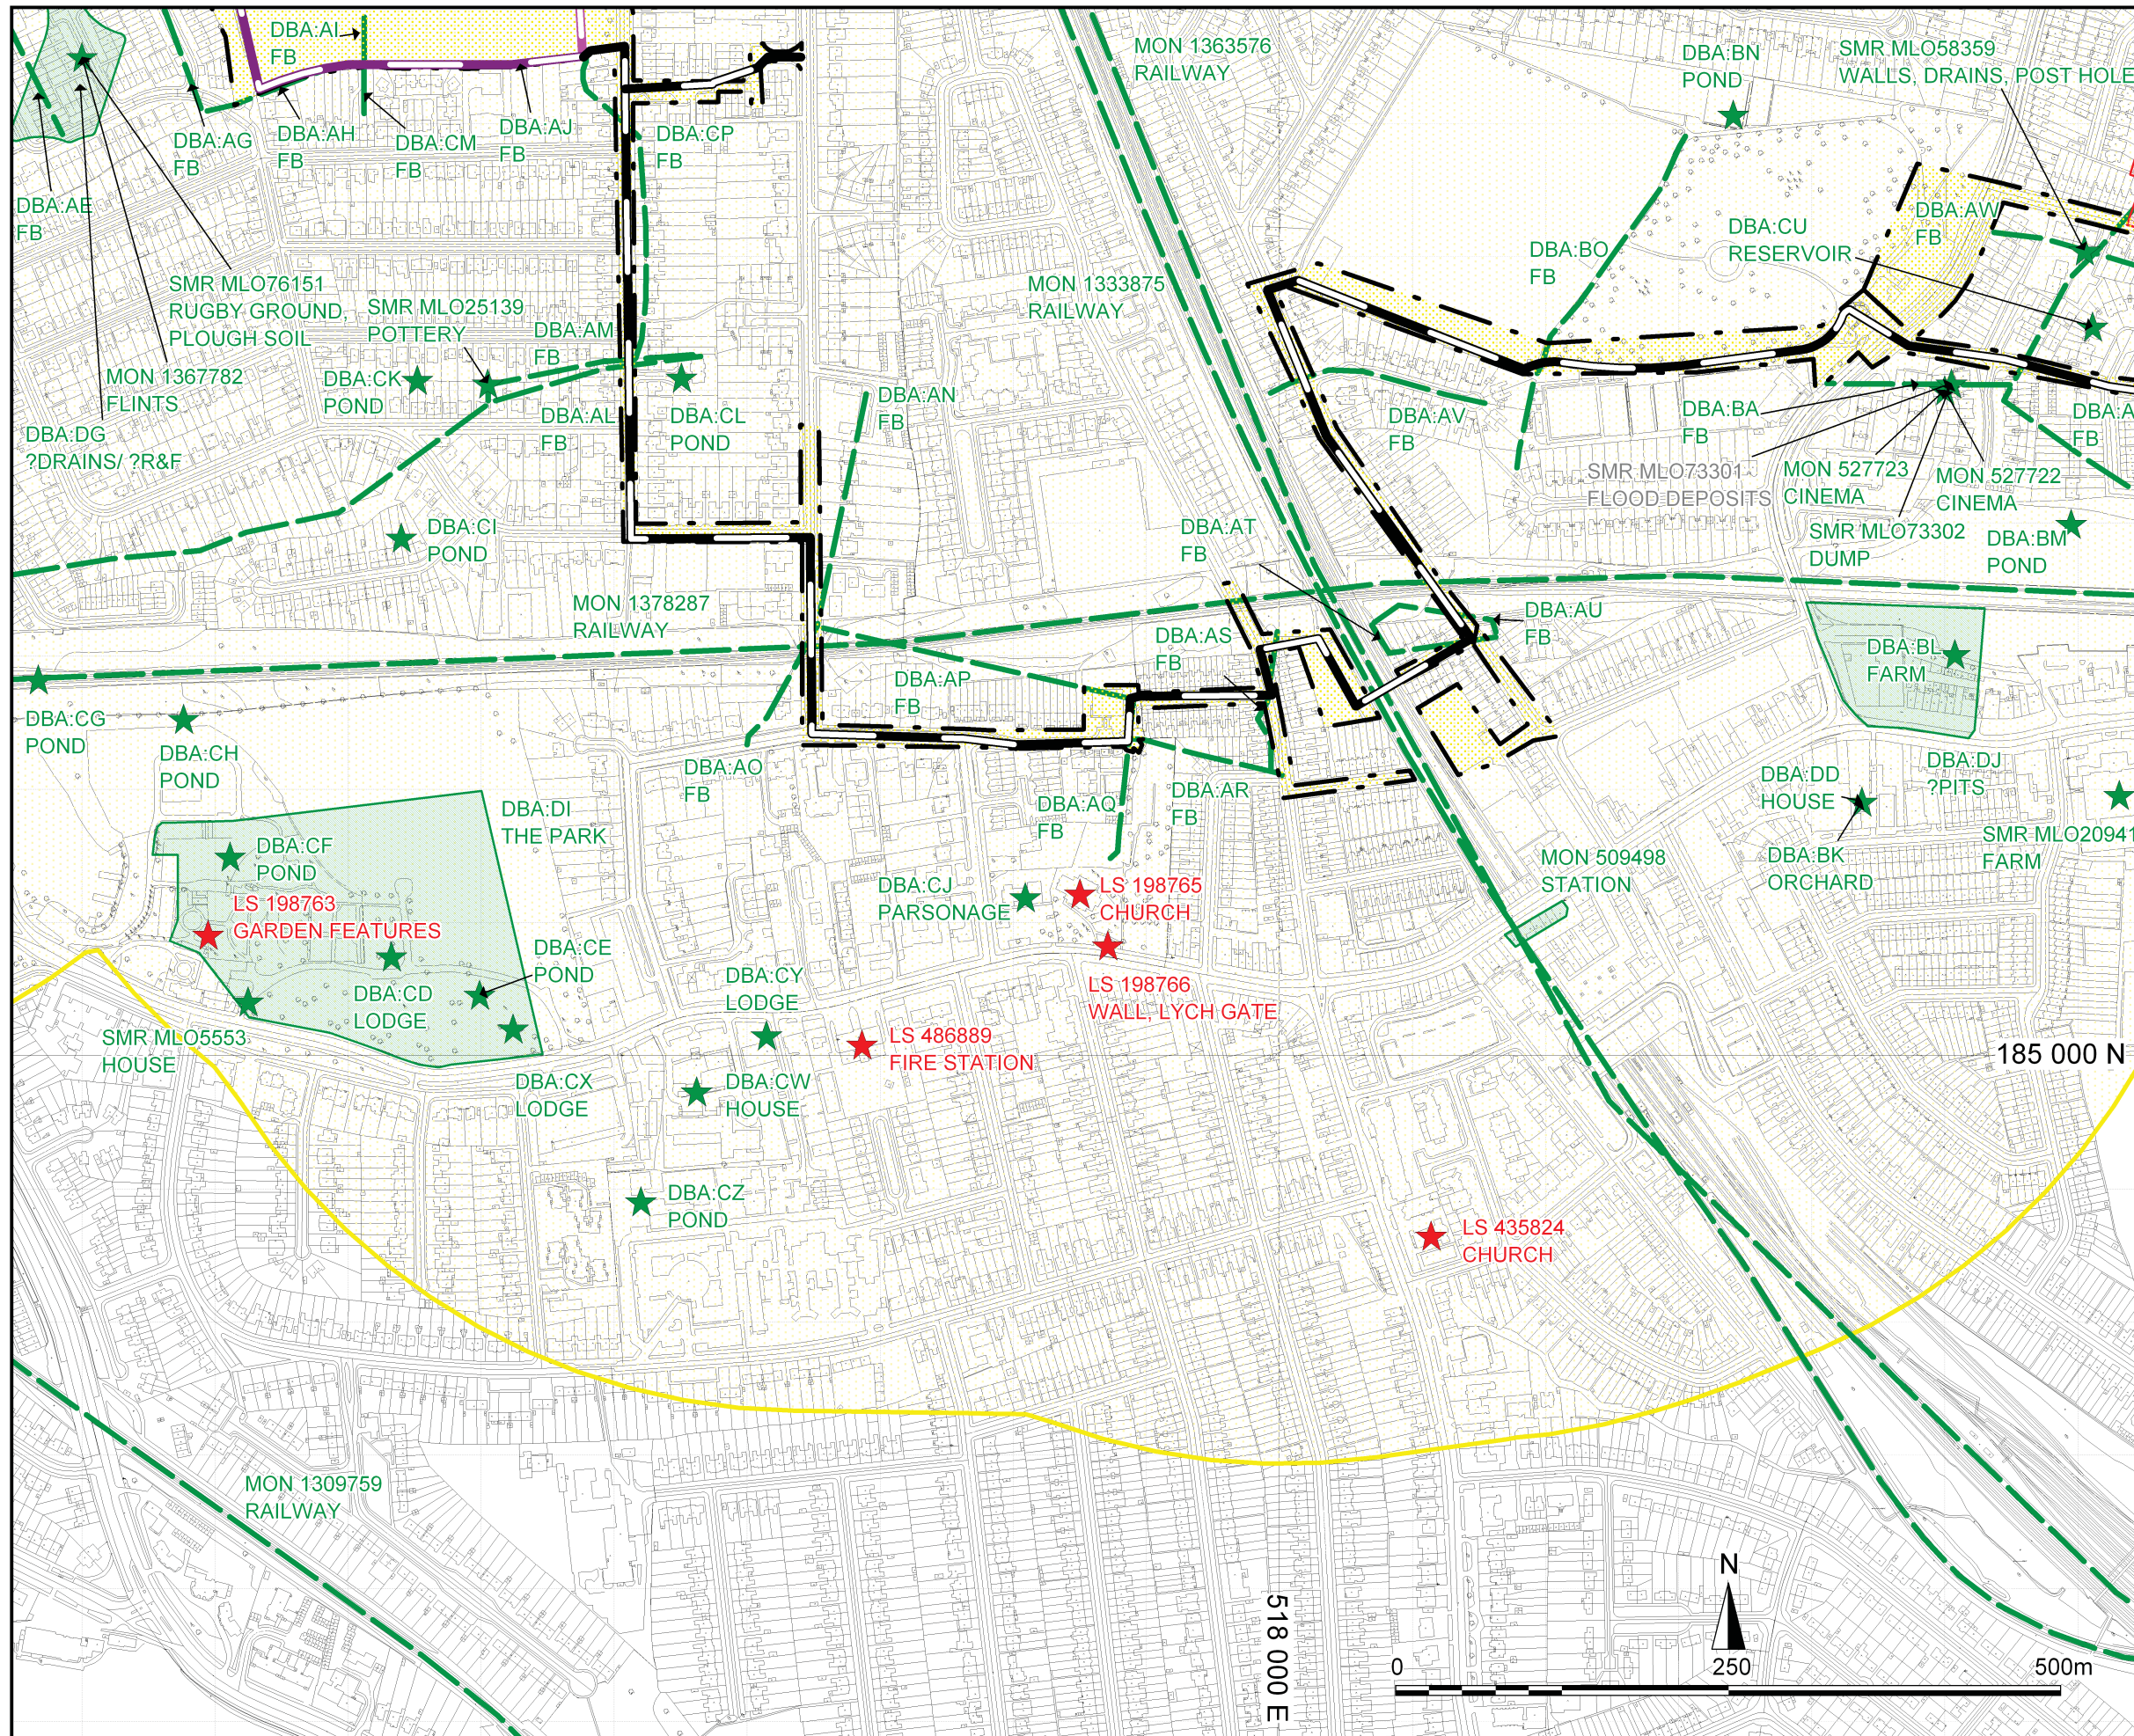 DBA:AI
FB
MON 1363576
RAILWAY
DBA:BN
POND
SMR MLO58359
WALLS, DRAINS, POST HOLE
DBA:AG
FB
DBA:AH
FB
DBA:CM
FB
DBA:AJ
FB
DBA:CP
FB
DBA:AE
FB
DBA:AW
FB
DBA:CU
RESERVOIR
DBA:BO
FB
SMR MLO76151
RUGBY GROUND,
PLOUGH SOIL
SMR MLO25139
POTTERY
DBA:AM
FB
MON 1333875
RAILWAY
MON 1367782
FLINTS
DBA:CK
POND
DBA:AL
FB
DBA:CL
POND
DBA:AN
FB
DBA:AV
FB
DBA:BA
FB
DBA:A
FB
DBA:DG
?DRAINS/ ?R&F
SMR MLO73301
FLOOD DEPOSITS
MON 527723
CINEMA
MON 527722
CINEMA
DBA:CI
POND
DBA:AT
FB
SMR MLO73302
DUMP
DBA:BM
POND
MON 1378287
RAILWAY
DBA:AU
FB
DBA:AS
FB
DBA:BL
FARM
DBA:AP
FB
DBA:CG
POND
DBA:CH
POND
DBA:AO
FB
DBA:AQ
FB
DBA:AR
FB
DBA:DD
HOUSE
DBA:DJ
?PITS
DBA:DI
THE PARK
SMR MLO20941
FARM
DBA:CF
POND
DBA:BK
ORCHARD
MON 509498
STATION
DBA:CJ
PARSONAGE
LS 198765
CHURCH
LS 198763
GARDEN FEATURES
DBA:CE
POND
DBA:CD
LODGE
DBA:CY
LODGE
LS 198766
WALL, LYCH GATE
SMR MLO5553
HOUSE
LS 486889
FIRE STATION
185 000 N
DBA:CX
LODGE
DBA:CW
HOUSE
DBA:CZ
POND
LS 435824
CHURCH
MON 1309759
RAILWAY
N
518 000 E
0 250 500m